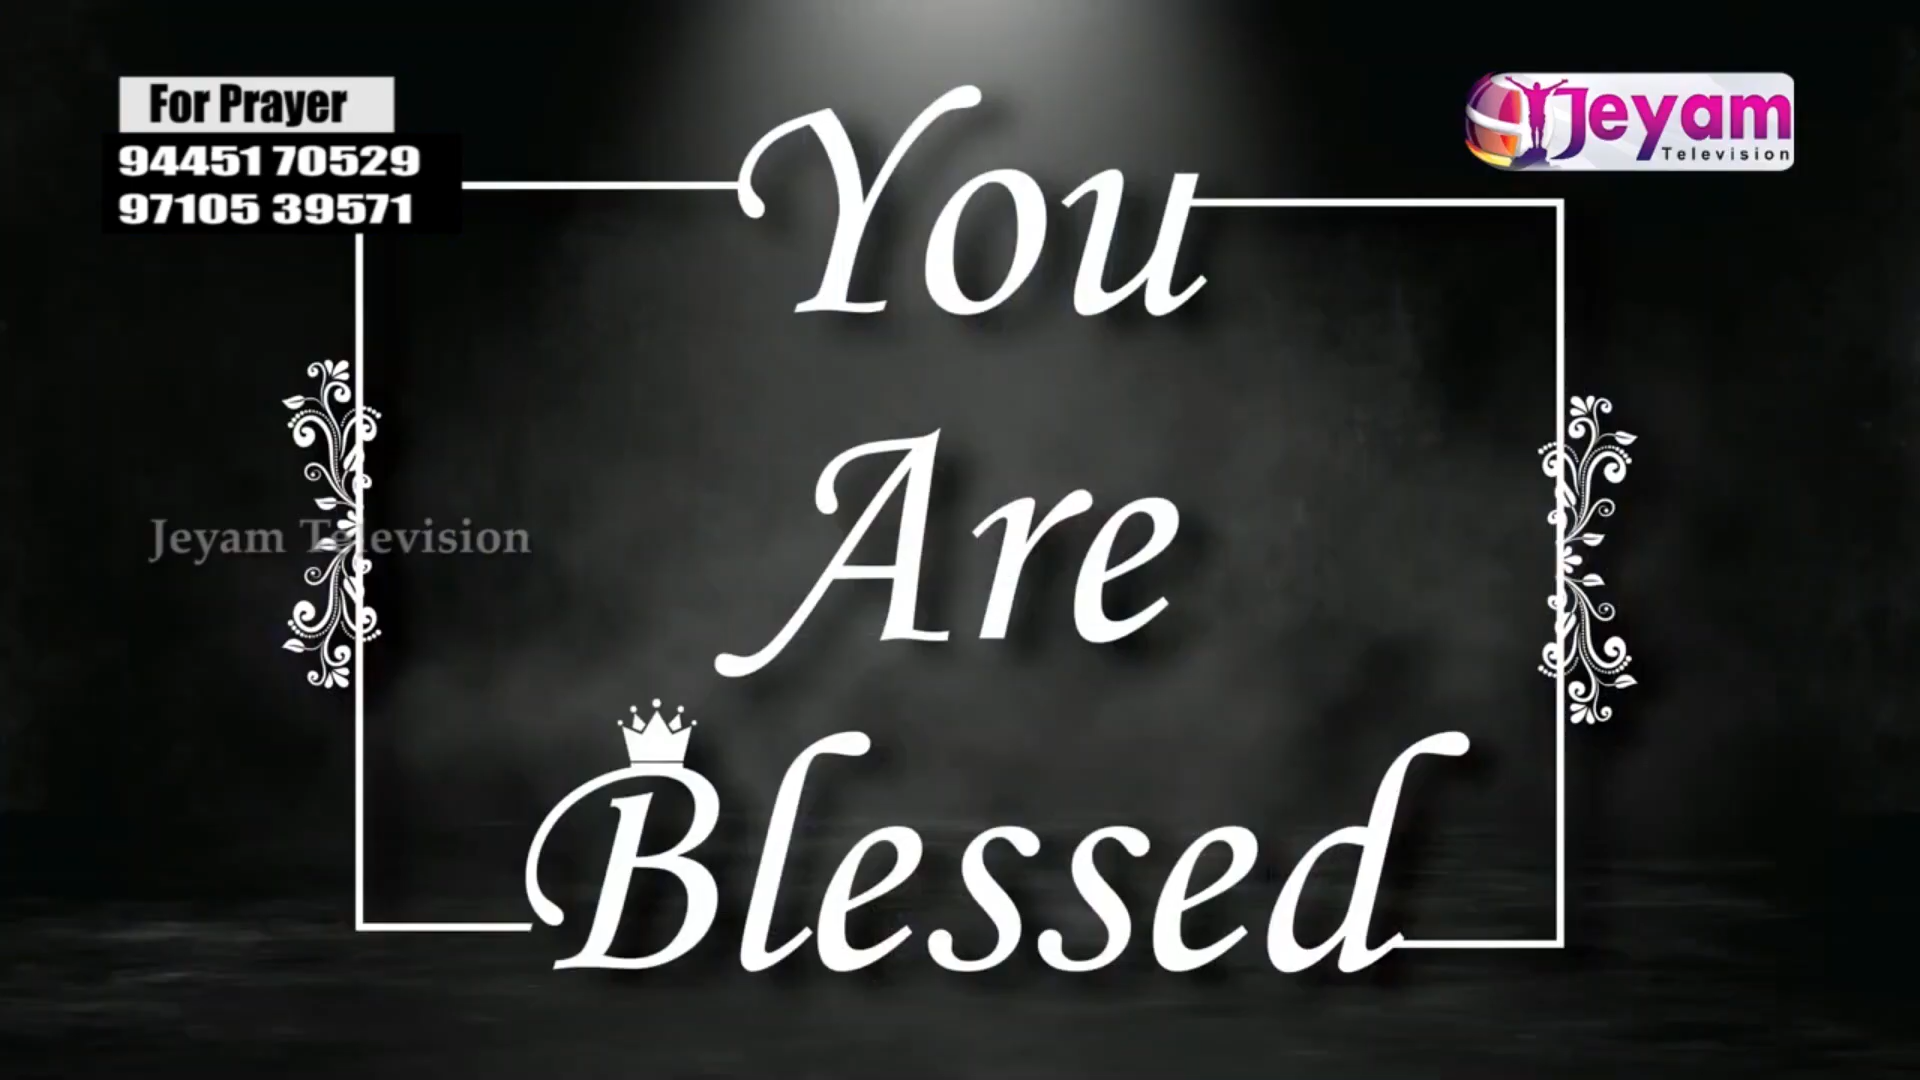 For Prayer
94451 70529
97105 39571
Jeyam
Television
You
Are
Jeyam Television
Blessed